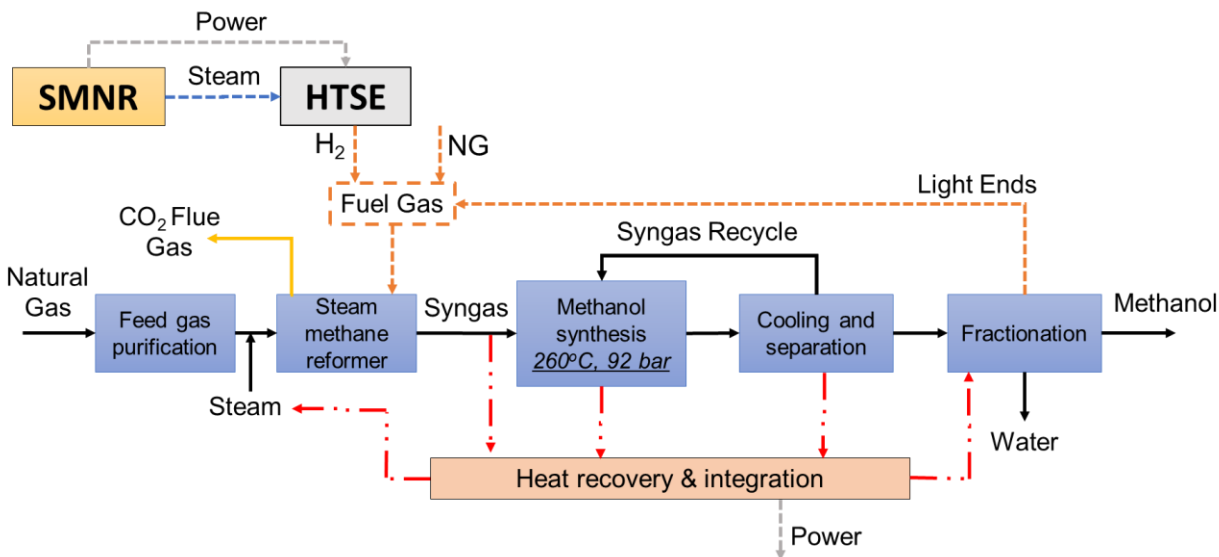 Power
SMNR
Steam
HTSE
H₂
NG
Fuel Gas
Light Ends
CO₂ Flue
Gas
Syngas Recycle
Natural
Gas
Feed gas
purification
Steam
methane
reformer
Syngas
Methanol
synthesis
260ºC, 92 bar
Cooling and
separation
Fractionation
Methanol
Steam
Water
Heat recovery & integration
Power